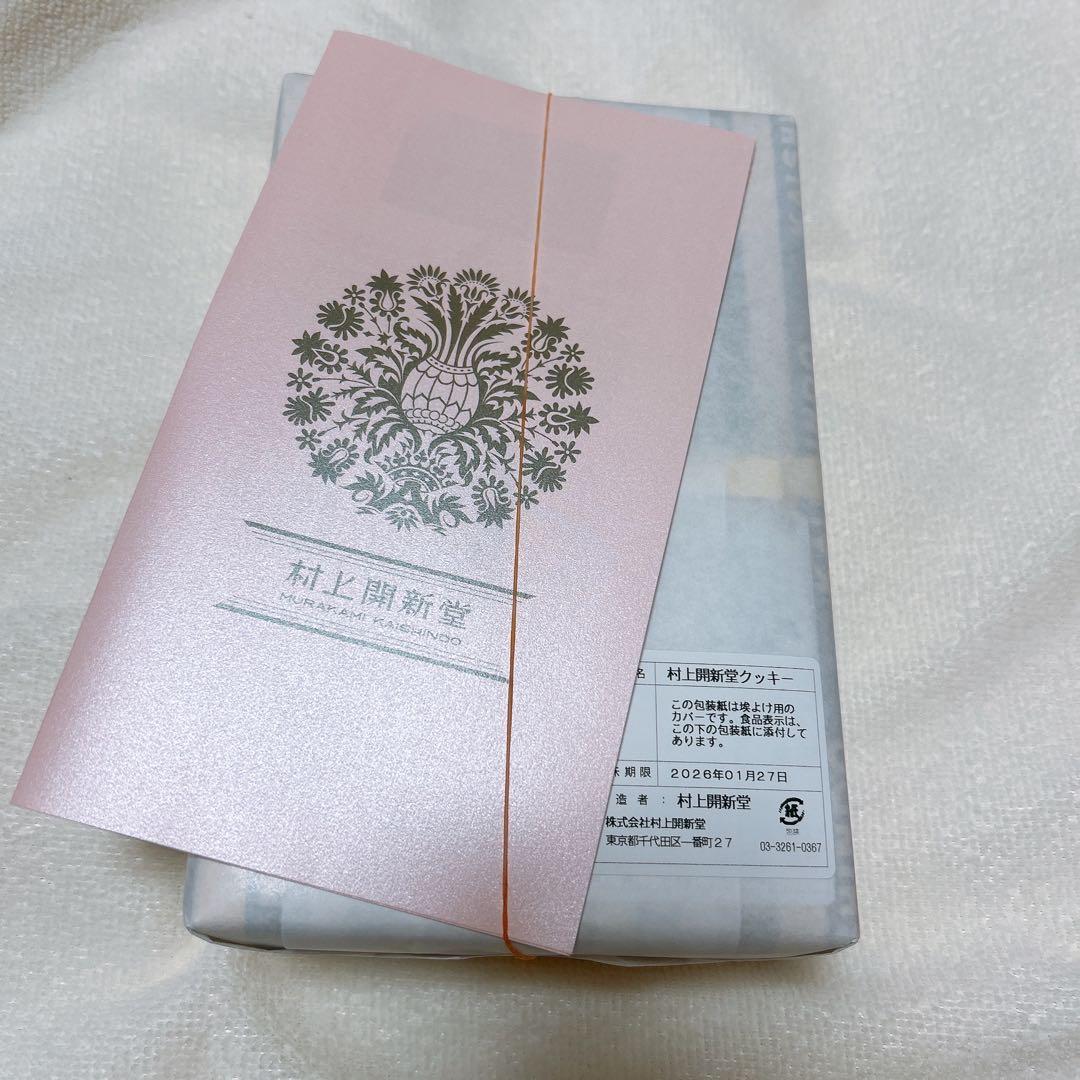 村上開新堂
MURAKAMI KAISHINDO
名 村上開新堂クッキー
この包装紙は埃よけ用の
カバーです。食品表示は、
この下の包装紙に添付して
あります。
期限 2026年01月27日
造者： 村上開新堂
紙
包装
株式会社村上開新堂
東京都千代田区一番町27 03-3261-0367